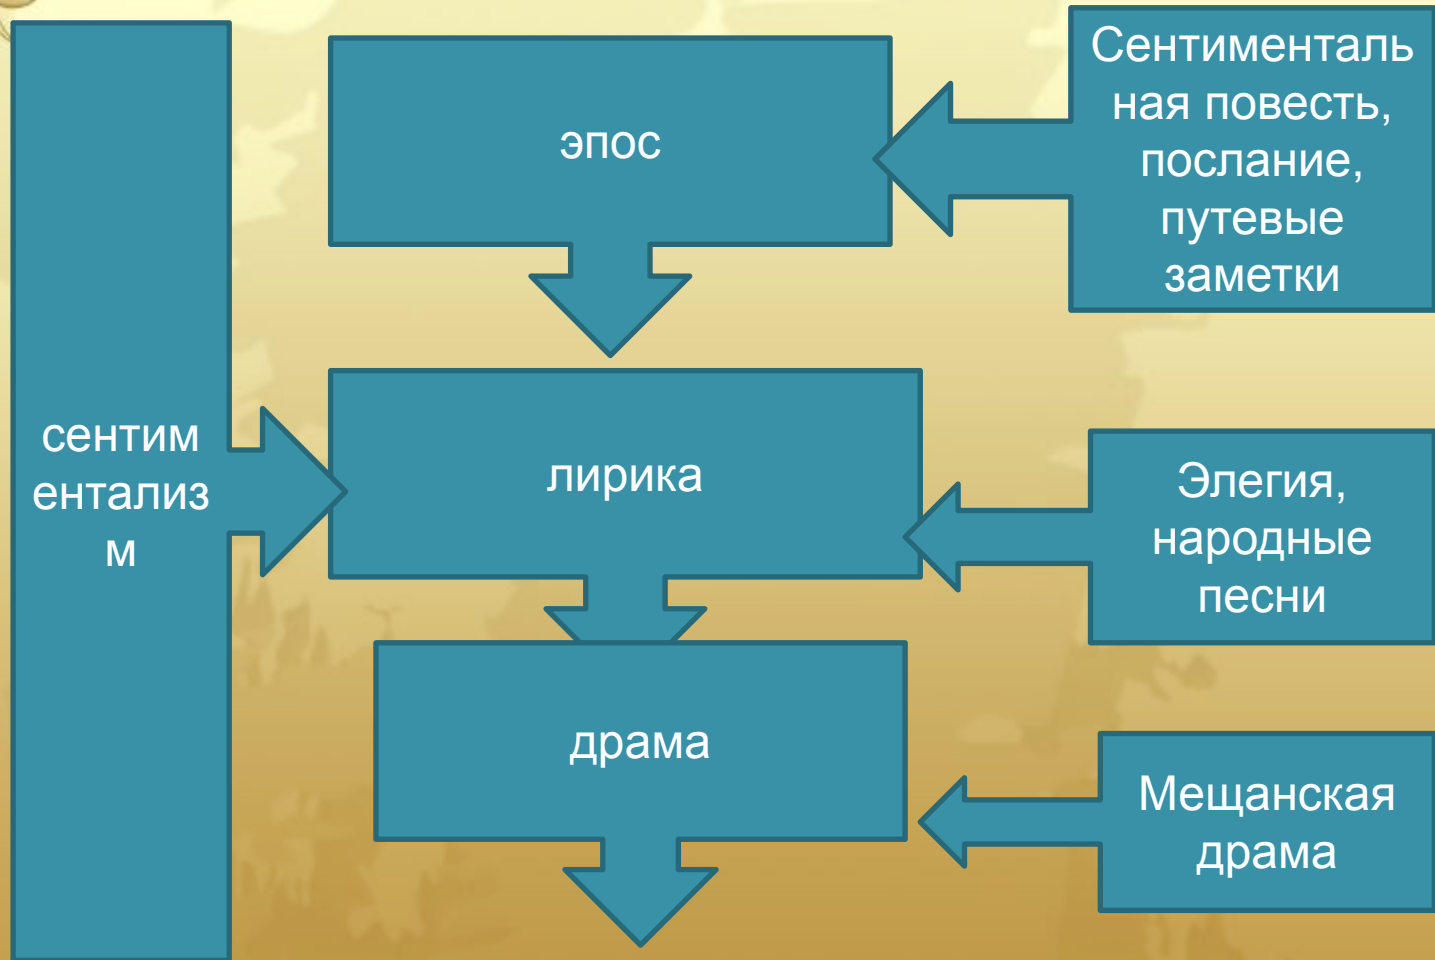 сентим
ентализ
м
эпос
Сентименталь
ная повесть,
послание,
путевые
заметки
лирика
Элегия,
народные
песни
драма
Мещанская
драма